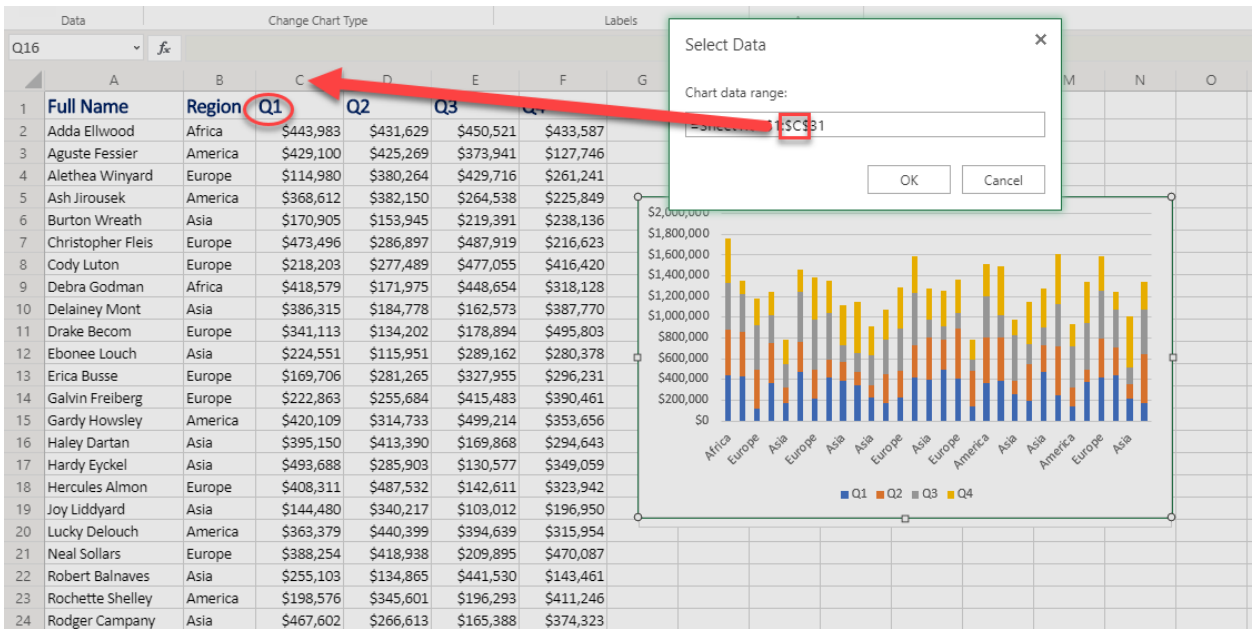 Data Change Chart Type Labels
Q16 fx
Select Data
Chart data range:
$C$31
OK Cancel
A B C D E F G M N O
1 Full Name Region Q1 Q2 Q3 Q4
2 Adda Ellwood Africa $443,983 $431,629 $450,521 $433,587
3 Aguste Fessier America $429,100 $425,269 $373,941 $127,746
4 Alethea Winyard Europe $114,980 $380,264 $429,716 $261,241
5 Ash Jirousek America $368,612 $382,150 $264,538 $225,849
6 Burton Wreath Asia $170,905 $153,945 $219,391 $238,136
7 Christopher Fleis Europe $473,496 $286,897 $487,919 $216,623
8 Cody Luton Europe $218,203 $277,489 $477,055 $416,420
9 Debra Godman Africa $418,579 $171,975 $448,654 $318,128
10 Delainey Mont Asia $386,315 $184,778 $162,573 $387,770
11 Drake Becom Europe $341,113 $134,202 $178,894 $495,803
12 Ebonee Louch Asia $224,551 $115,951 $289,162 $280,378
13 Erica Busse Europe $169,706 $281,265 $327,955 $296,231
14 Galvin Freiberg Europe $222,863 $255,684 $415,483 $390,461
15 Gardy Howsley America $420,109 $314,733 $499,214 $353,656
16 Haley Dartan Asia $395,150 $413,390 $169,868 $294,643
17 Hardy Eyckel Asia $493,688 $285,903 $130,577 $349,059
18 Hercules Almon Europe $408,311 $487,532 $142,611 $323,942
19 Joy Liddyard Asia $144,480 $340,217 $103,012 $196,950
20 Lucky Delouch America $363,379 $440,399 $394,639 $315,954
21 Neal Sollars Europe $388,254 $418,938 $209,895 $470,087
22 Robert Balnaves Asia $255,103 $134,865 $441,530 $143,461
23 Rochette Shelley America $198,576 $345,601 $196,293 $411,246
24 Rodger Campany Asia $467,602 $266,613 $165,388 $374,323
$2,000,000
$1,800,000
$1,600,000
$1,400,000
$1,200,000
$1,000,000
$800,000
$600,000
$400,000
$200,000
$0
Africa Europe Asia Europe Asia Asia Europe Asia Europe America Asia Asia America Europe Asia
Q1 Q2 Q3 Q4